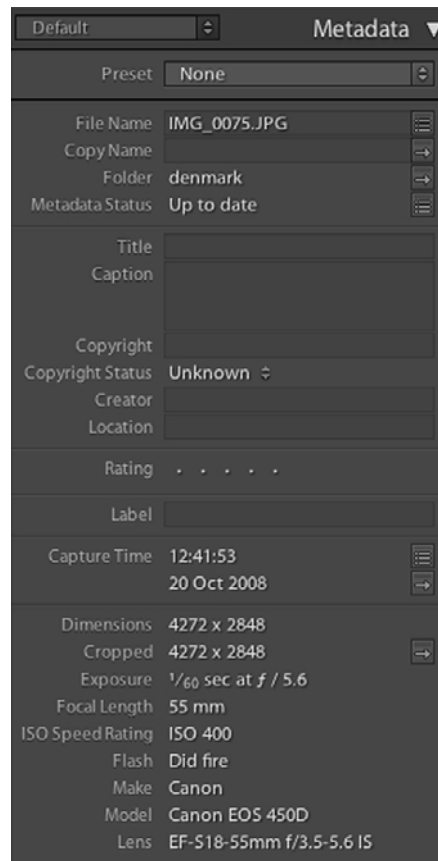 Default Metadata
Preset None
File Name IMG_0075.JPG
Copy Name
Folder denmark
Metadata Status Up to date
Title
Caption
Copyright
Copyright Status Unknown
Creator
Location
Rating . . . . .
Label
Capture Time 12:41:53
20 Oct 2008
Dimensions 4272 x 2848
Cropped 4272 x 2848
Exposure 1/60 sec at ƒ / 5.6
Focal Length 55 mm
ISO Speed Rating ISO 400
Flash Did fire
Make Canon
Model Canon EOS 450D
Lens EF-S18-55mm f/3.5-5.6 IS